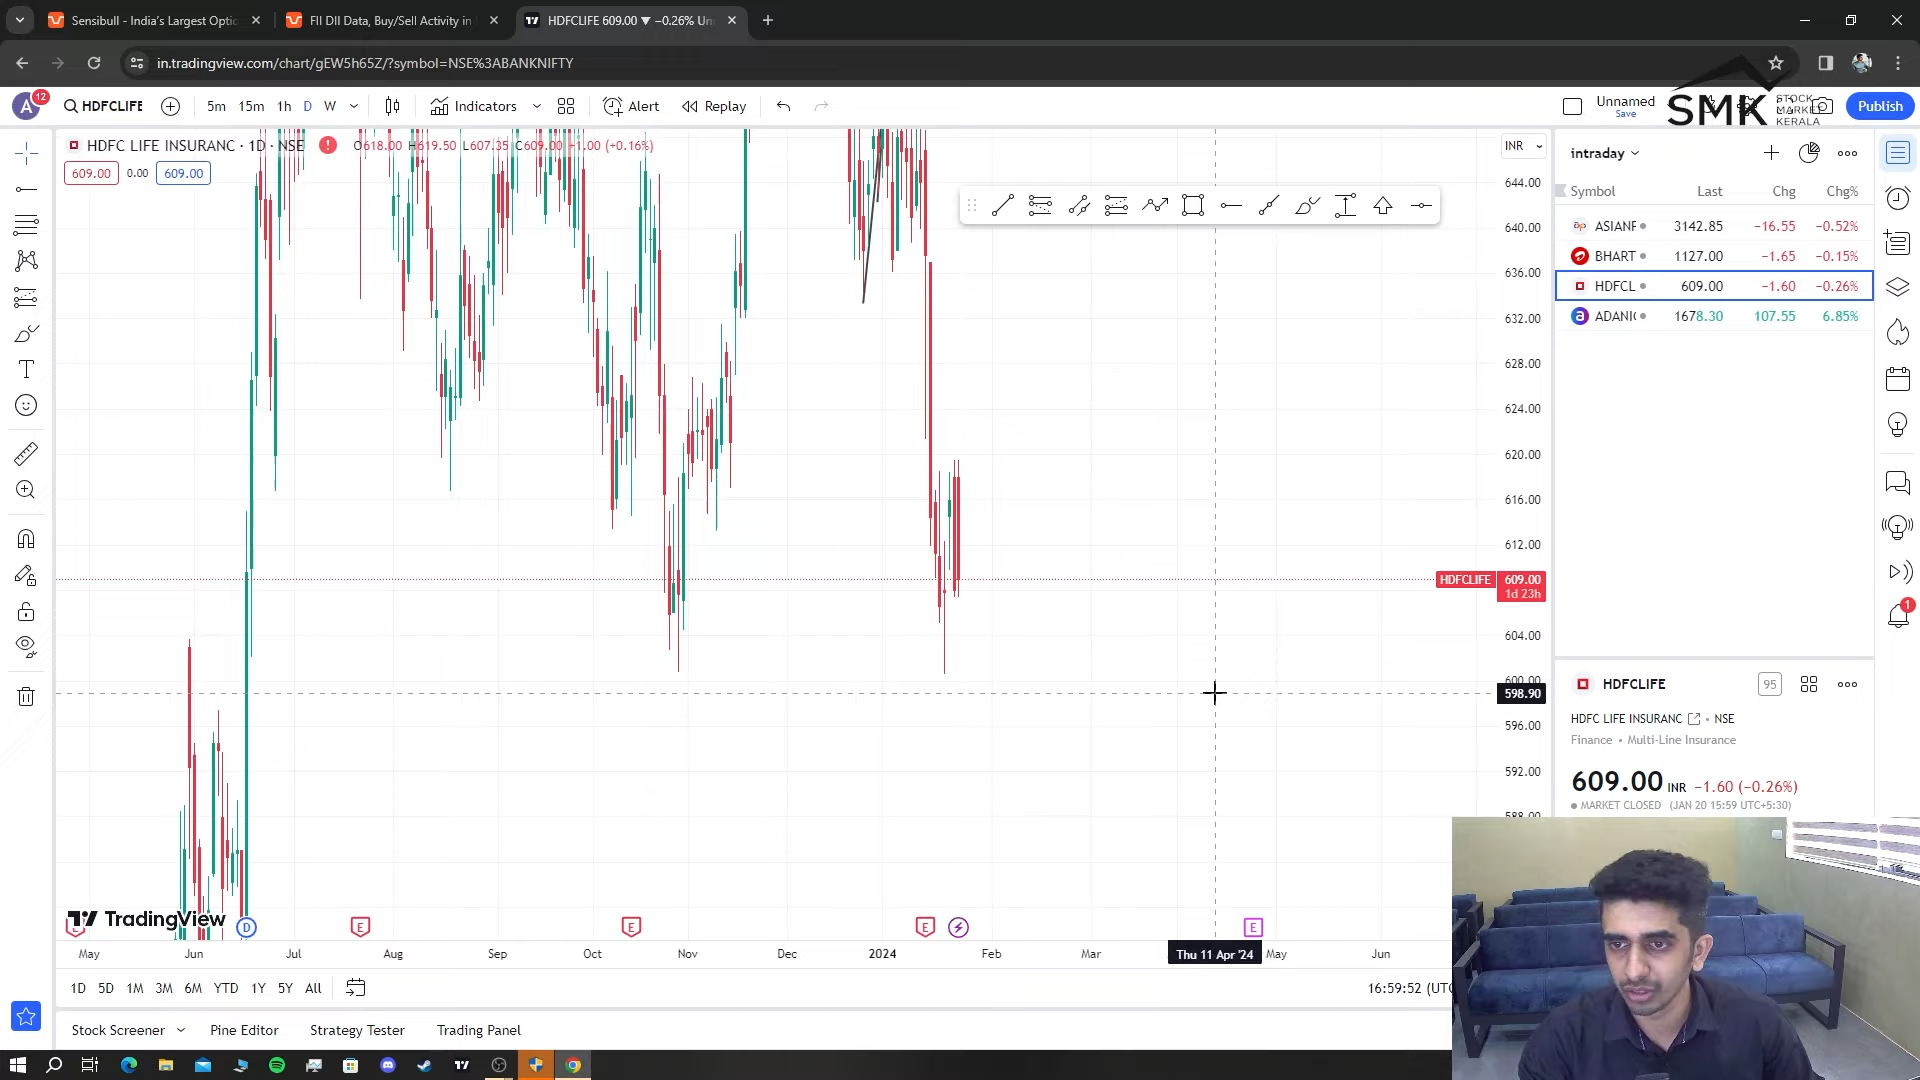 Sensibull - India's Largest Optio
FII DII Data, Buy/Sell Activity in
HDFCLIFE 609.00 ▼ −0.26% Un
in.tradingview.com/chart/gEW5h65Z/?symbol=NSE%3ABANKNIFTY
A 12
HDFCLIFE
5m 15m 1h D W
Indicators
Alert
Replay
Unnamed
Save
SMK
STOCK
MARKET
KERALA
Publish
HDFC LIFE INSURANC · 1D · NSE
O618.00 H619.50 L607.35 C609.00 −1.00 (+0.16%)
609.00 0.00 609.00
INR
644.00
640.00
636.00
632.00
628.00
624.00
620.00
616.00
612.00
HDFCLIFE 609.00
1d 23h
604.00
600.00
598.90
596.00
592.00
588.00
intraday
Symbol Last Chg Chg%
ASIANF 3142.85 −16.55 −0.52%
BHART 1127.00 −1.65 −0.15%
HDFCL 609.00 −1.60 −0.26%
ADANI 1678.30 107.55 6.85%
1
HDFCLIFE
95
HDFC LIFE INSURANC · NSE
Finance • Multi-Line Insurance
609.00 INR −1.60 (−0.26%)
MARKET CLOSED (JAN 20 15:59 UTC+5:30)
TradingView
D E E E E
May Jun Jul Aug Sep Oct Nov Dec 2024 Feb Mar Thu 11 Apr '24 May Jun
1D 5D 1M 3M 6M YTD 1Y 5Y All
16:59:52 (UTC
Stock Screener
Pine Editor
Strategy Tester
Trading Panel